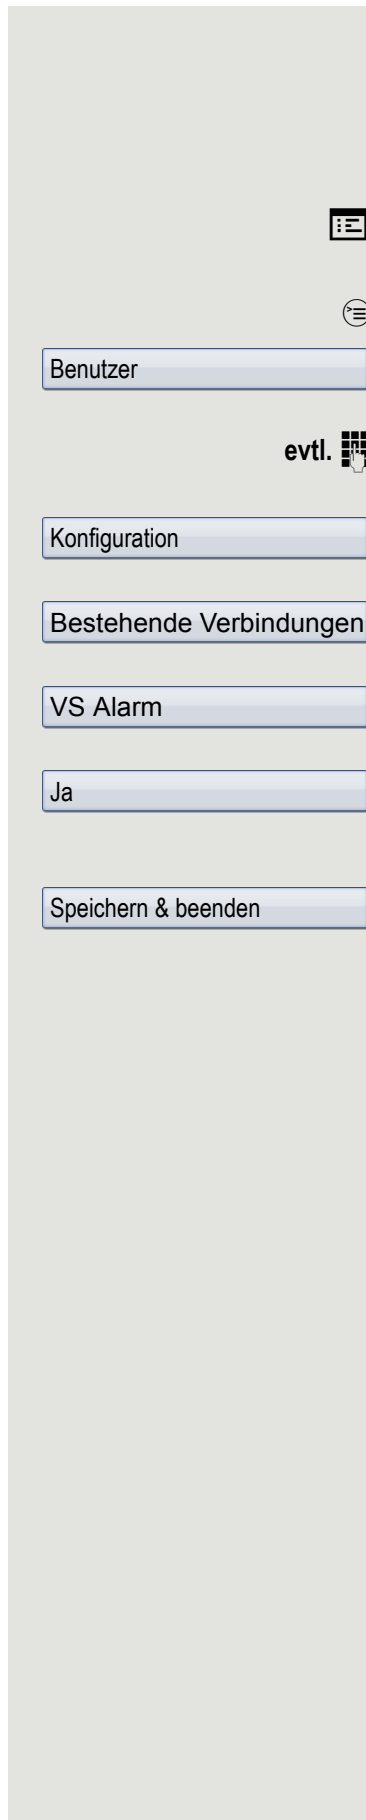 Benutzer
evtl.
Konfiguration
Bestehende Verbindungen
VS Alarm
Ja
Speichern & beenden